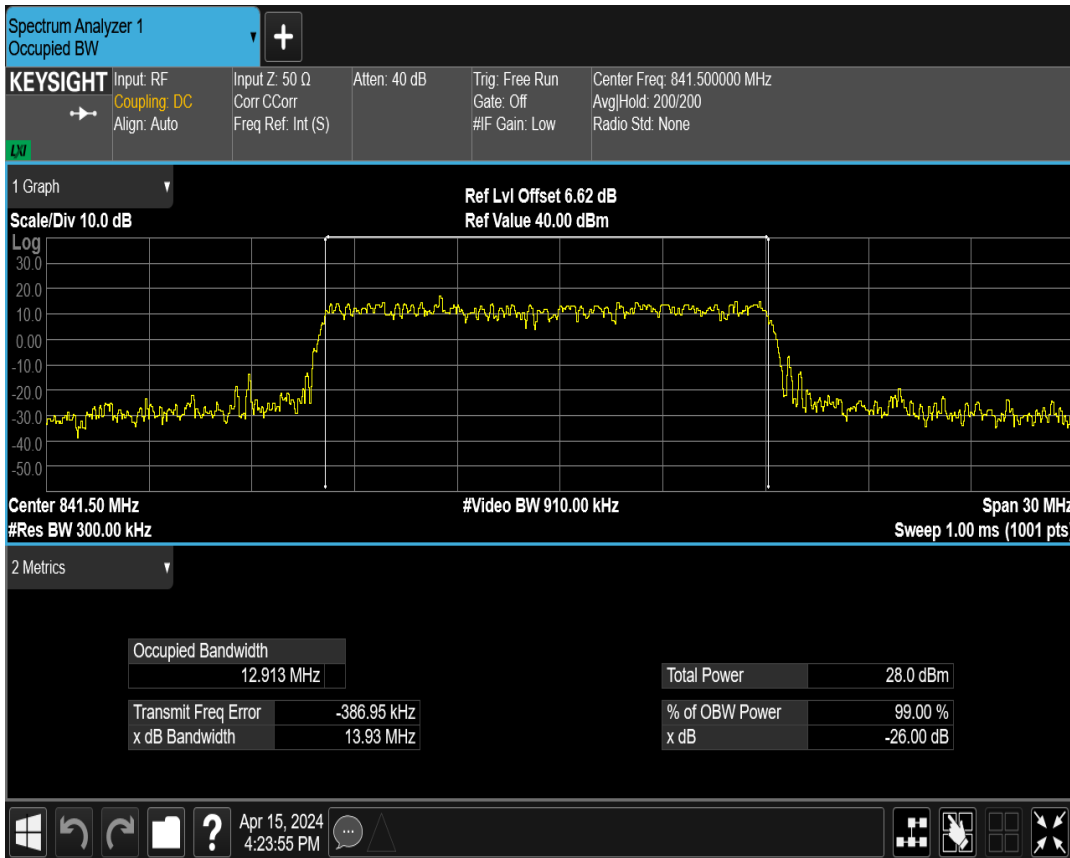 Spectrum Analyzer 1
Occupied BW
+
KEYSIGHT
LXI
Input: RF
Coupling: DC
Align: Auto
Input Z: 50 Ω
Corr CCorr
Freq Ref: Int (S)
Atten: 40 dB
Trig: Free Run
Gate: Off
#IF Gain: Low
Center Freq: 841.500000 MHz
Avg|Hold: 200/200
Radio Std: None
1 Graph
Scale/Div 10.0 dB
Ref Lvl Offset 6.62 dB
Ref Value 40.00 dBm
Log
30.0
20.0
10.0
0.00
-10.0
-20.0
-30.0
-40.0
-50.0
Center 841.50 MHz
#Video BW 910.00 kHz
Span 30 MHz
#Res BW 300.00 kHz
Sweep 1.00 ms (1001 pts)
2 Metrics
Occupied Bandwidth
12.913 MHz
Total Power 28.0 dBm
Transmit Freq Error -386.95 kHz
% of OBW Power 99.00 %
x dB Bandwidth 13.93 MHz
x dB -26.00 dB
?
Apr 15, 2024
4:23:55 PM